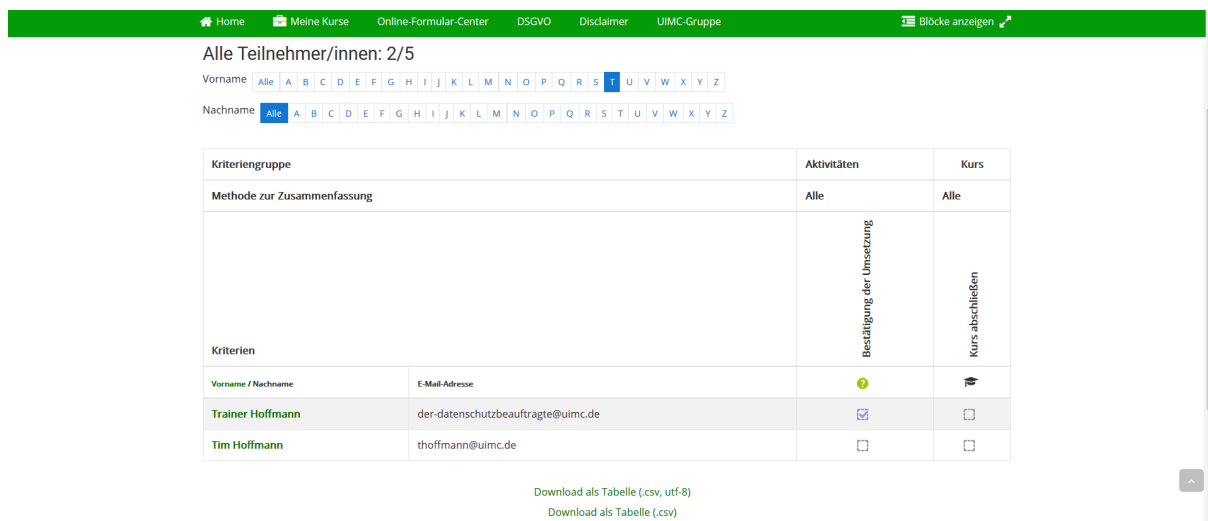 Home Meine Kurse Online-Formular-Center DSGVO Disclaimer UIMC-Gruppe Blöcke anzeigen
Alle Teilnehmer/innen: 2/5
Vorname Alle A B C D E F G H I J K L M N O P Q R S T U V W X Y Z
Nachname Alle A B C D E F G H I J K L M N O P Q R S T U V W X Y Z
Kriteriengruppe Aktivitäten Kurs
Methode zur Zusammenfassung Alle Alle
Kriterien Bestätigung der Umsetzung Kurs abschließen
Vorname / Nachname E-Mail-Adresse ?
Trainer Hoffmann der-datenschutzbeauftragte@uimc.de
Tim Hoffmann thoffmann@uimc.de
Download als Tabelle (.csv, utf-8)
Download als Tabelle (.csv)